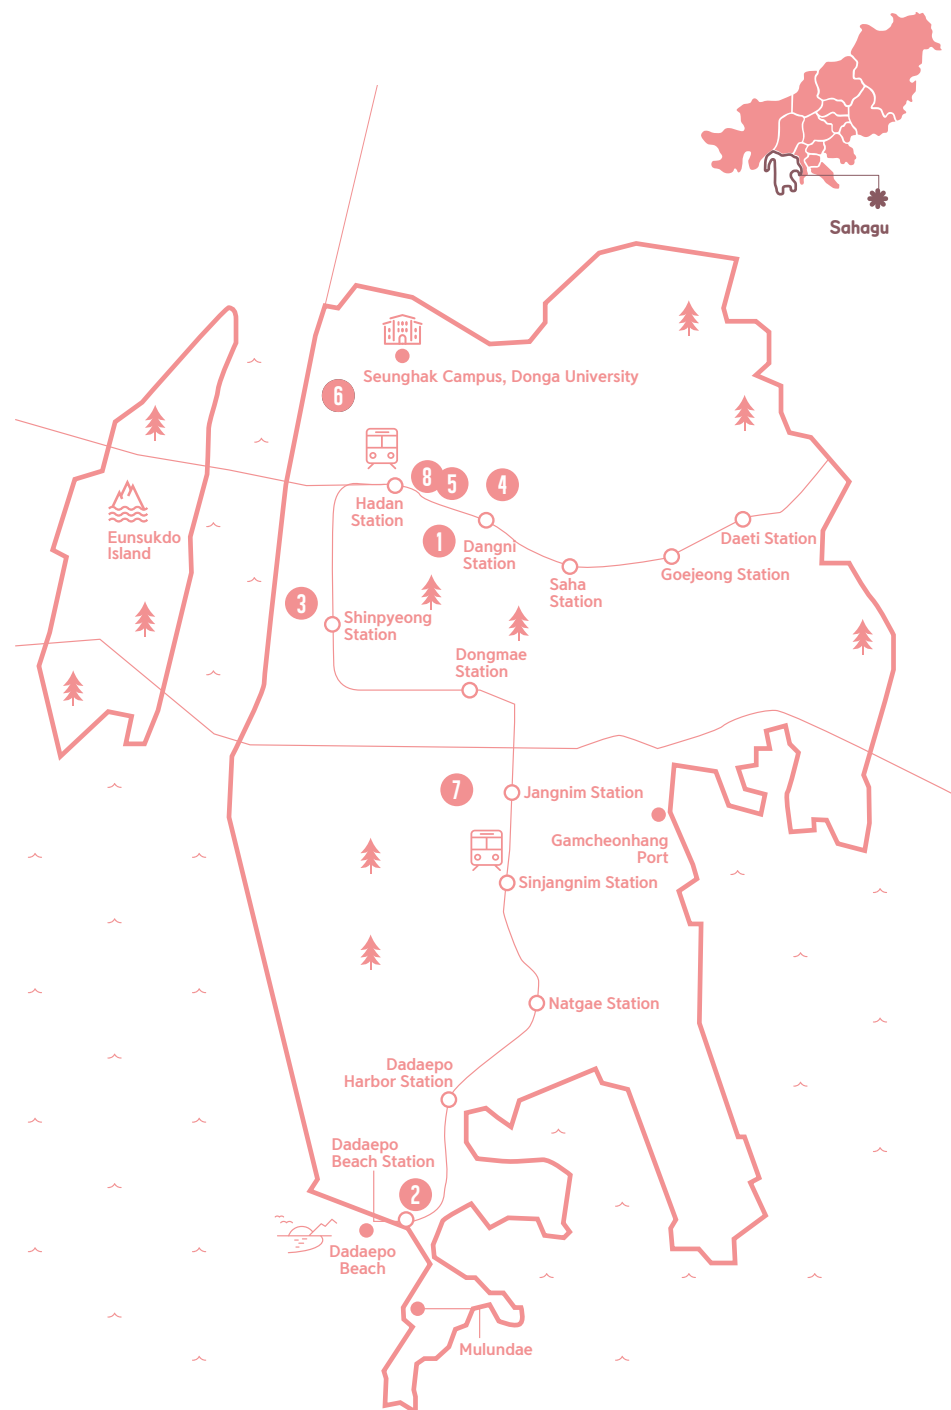 Sahagu
Seunghak Campus, Donga University
6
8
5
4
Hadan
Station
1
Dangni
Station
Daeti Station
Eunsukdo
Island
Goejeong Station
Saha
Station
3
Shinpyeong
Station
Dongmae
Station
7
Jangnim Station
Gamcheonhang
Port
Sinjangnim Station
Natgae Station
Dadaepo
Harbor Station
Dadaepo
Beach Station
2
Dadaepo
Beach
Mulundae